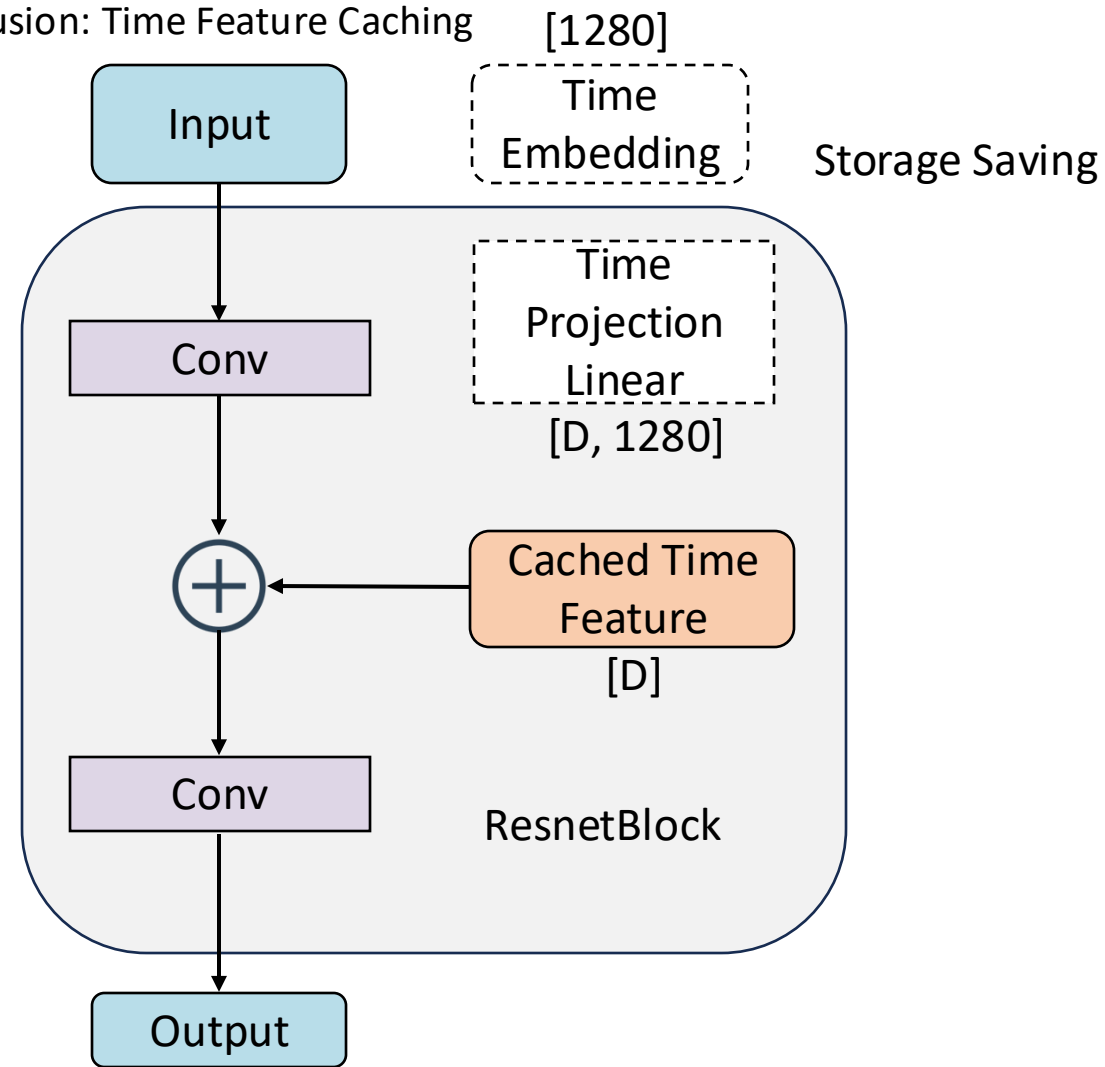 usion: Time Feature Caching
[1280]
Input
Time
Embedding
Storage Saving
Time
Projection
Linear
[D, 1280]
Conv
Cached Time
Feature
[D]
Conv
ResnetBlock
Output